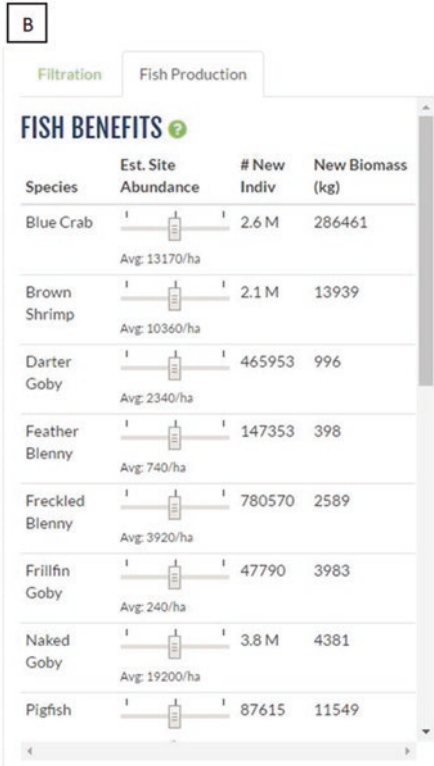 B
Filtration Fish Production
FISH BENEFITS ?
Est. Site # New New Biomass
Species Abundance Indiv (kg)
Blue Crab 2.6 M 286461
Avg: 13170/ha
Brown 2.1 M 13939
Shrimp
Avg: 10360/ha
Darter 465953 996
Goby
Avg: 2340/ha
Feather 147353 398
Blenny
Avg: 740/ha
Freckled 780570 2589
Blenny
Avg: 3920/ha
Frillfin 47790 3983
Goby
Avg: 240/ha
Naked 3.8 M 4381
Goby
Avg: 19200/ha
Pigfish 87615 11549